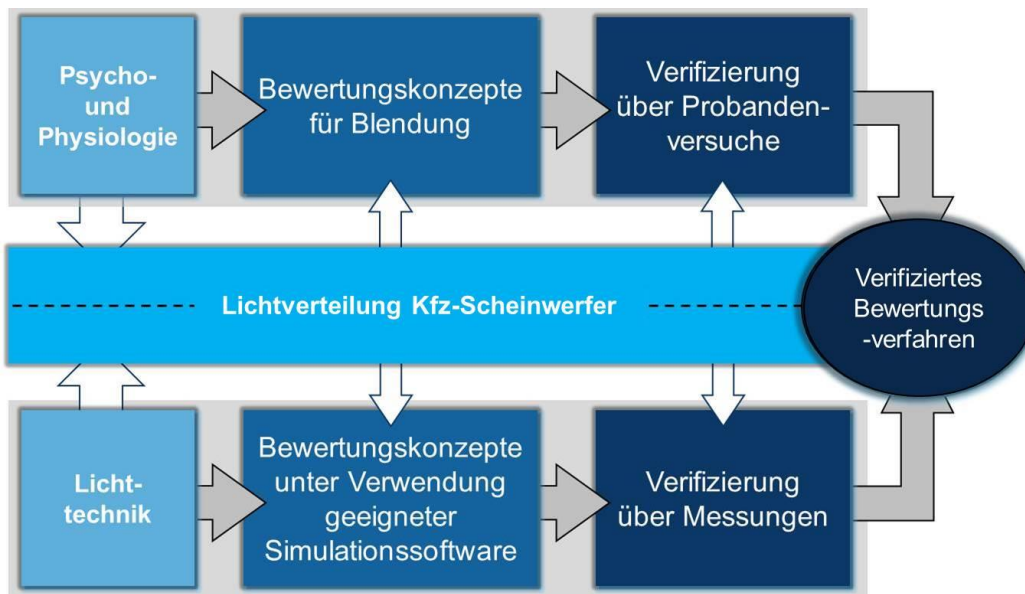 Psycho-
und
Physiologie
Bewertungskonzepte
für Blendung
Verifizierung
über Probanden-
versuche
Lichtverteilung Kfz-Scheinwerfer
Verifiziertes
Bewertungs
-verfahren
Licht-
technik
Bewertungskonzepte
unter Verwendung
geeigneter
Simulationssoftware
Verifizierung
über Messungen